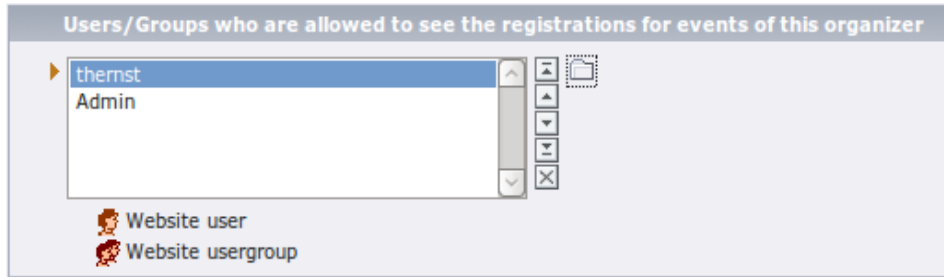 Users/Groups who are allowed to see the registrations for events of this organizer
thernst
Admin
Website user
Website usergroup